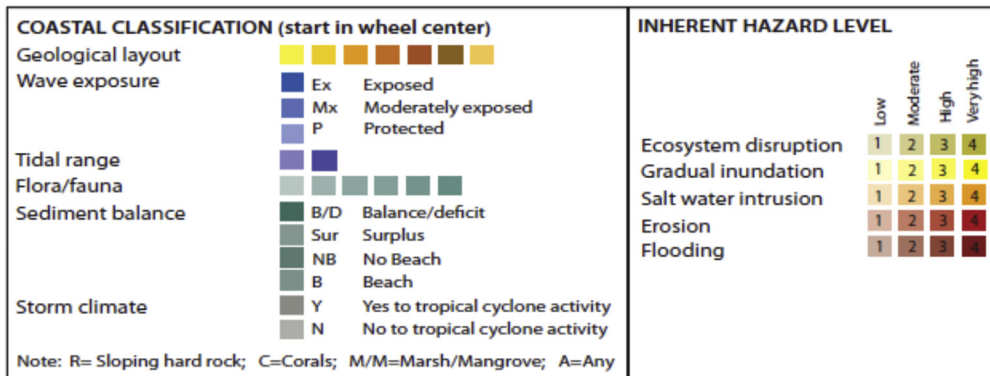 COASTAL CLASSIFICATION (start in wheel center)
Geological layout
Wave exposure
Ex Exposed
Mx Moderately exposed
P Protected
Tidal range
Flora/fauna
Sediment balance
B/D Balance/deficit
Sur Surplus
NB No Beach
B Beach
Storm climate
Y Yes to tropical cyclone activity
N No to tropical cyclone activity
Note: R= Sloping hard rock; C=Corals; M/M=Marsh/Mangrove; A=Any
INHERENT HAZARD LEVEL
Low
Moderate
High
Very high
Ecosystem disruption 1 2 3 4
Gradual inundation 1 2 3 4
Salt water intrusion 1 2 3 4
Erosion 1 2 3 4
Flooding 1 2 3 4